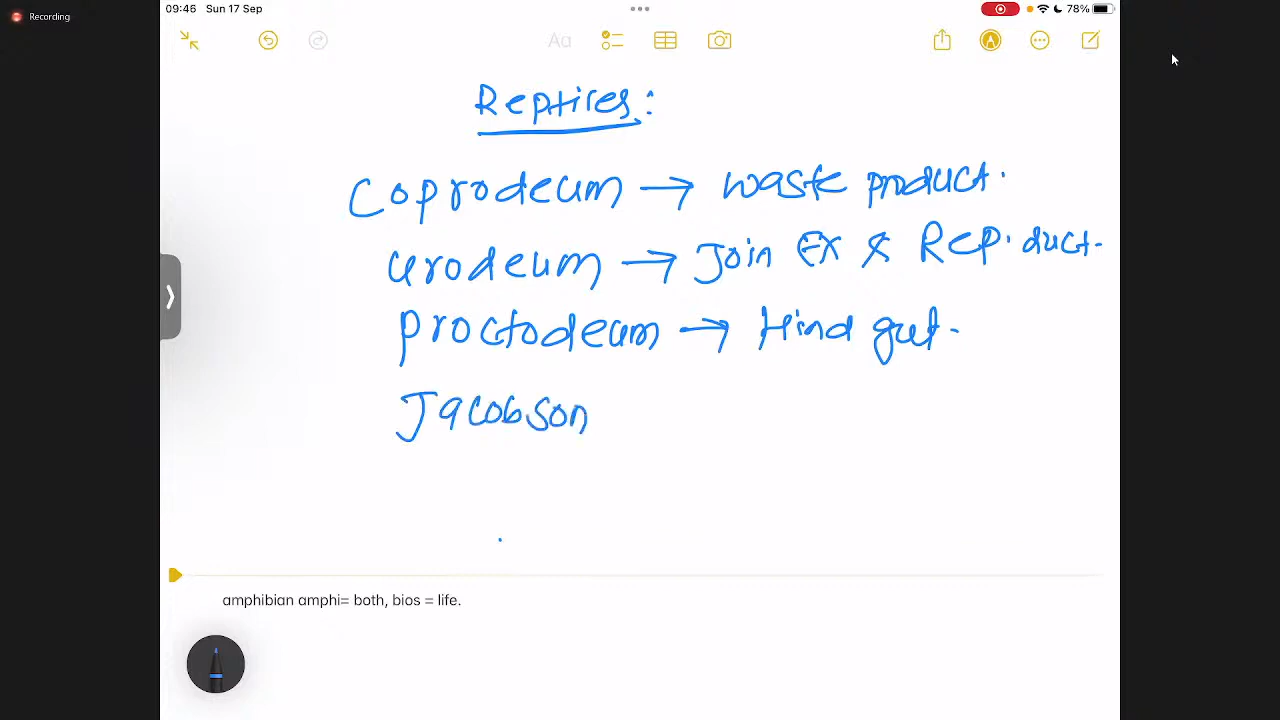 Recording
09:46 Sun 17 Sep
78%
Aa
Reptiles:
Coprodeum → waste product.
urodeum → Join EX & Rep. duct.
proctodeum → Hind gut.
Jacobson
amphibian amphi= both, bios = life.